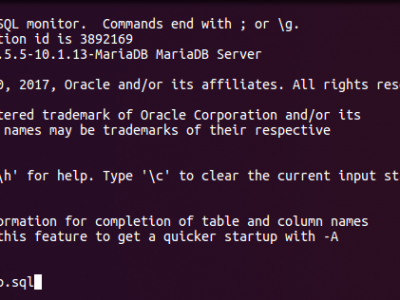 SQL monitor.  Commands end with ; or \g.
tion id is 3892169
.5.5-10.1.13-MariaDB MariaDB Server
0, 2017, Oracle and/or its affiliates. All rights res
tered trademark of Oracle Corporation and/or its
names may be trademarks of their respective
\h' for help. Type '\c' to clear the current input st
ormation for completion of table and column names
this feature to get a quicker startup with -A
o.sql